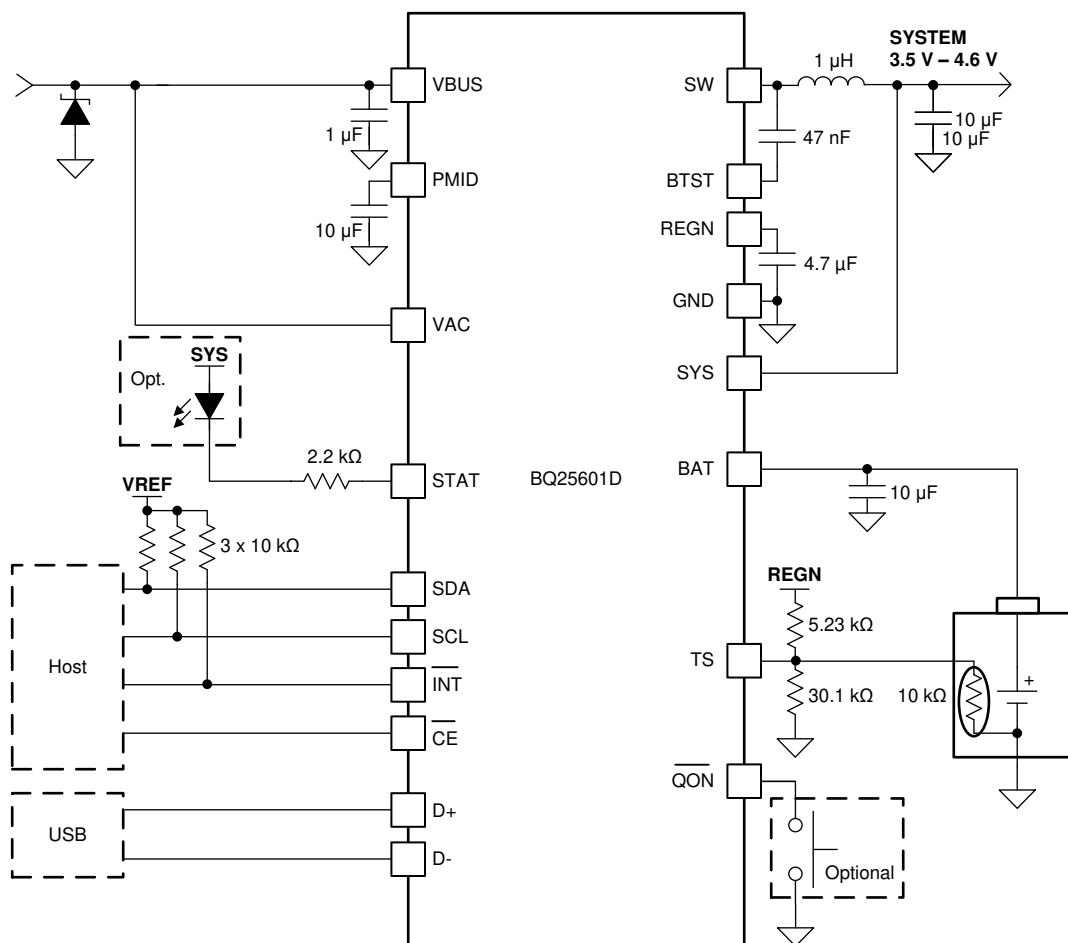 SYSTEM
3.5 V – 4.6 V
1 µH
VBUS
SW
1 µF
10 µF
10 µF
47 nF
PMID
BTST
10 µF
REGN
4.7 µF
GND
VAC
SYS
Opt.
SYS
2.2 kΩ
STAT
BQ25601D
BAT
10 µF
VREF
3 x 10 kΩ
REGN
SDA
5.23 kΩ
SCL
Host
TS
INT
30.1 kΩ
10 kΩ
+
CE
QON
D+
USB
D-
Optional